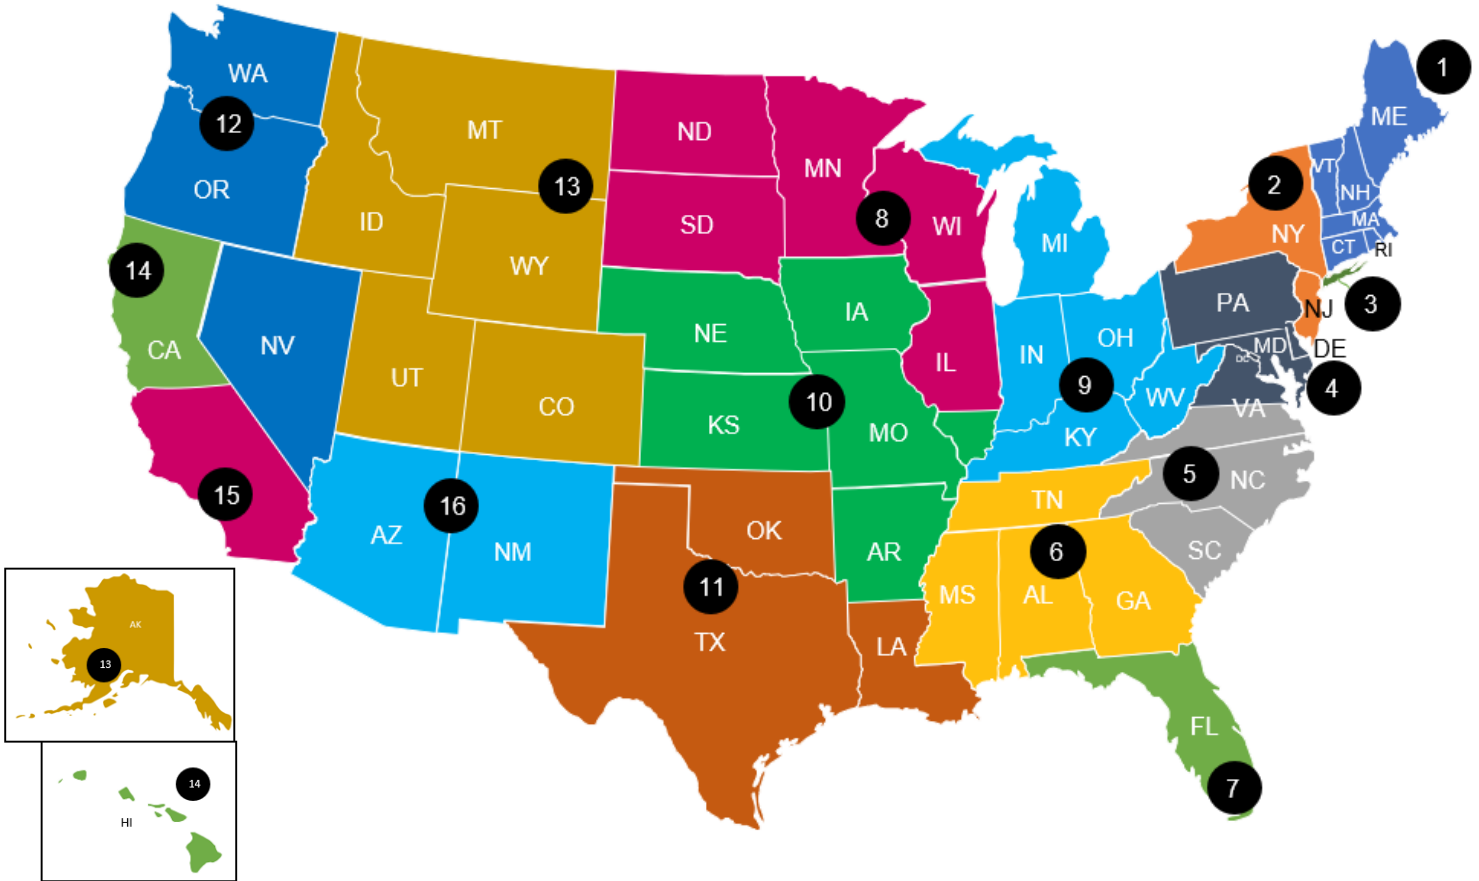 1
WA
ME
12
MT
ND
MN
VT
2
OR
13
NH
ID
SD
8
WI
MA
NY
MI
CT
RI
14
WY
PA
3
NJ
IA
NE
OH
CA
NV
IN
MD
DE
DC
IL
UT
9
4
CO
10
WV
VA
KS
MO
KY
5
NC
15
16
TN
AZ
NM
OK
AR
6
SC
11
MS
AL
GA
TX
LA
AK
13
FL
14
7
HI